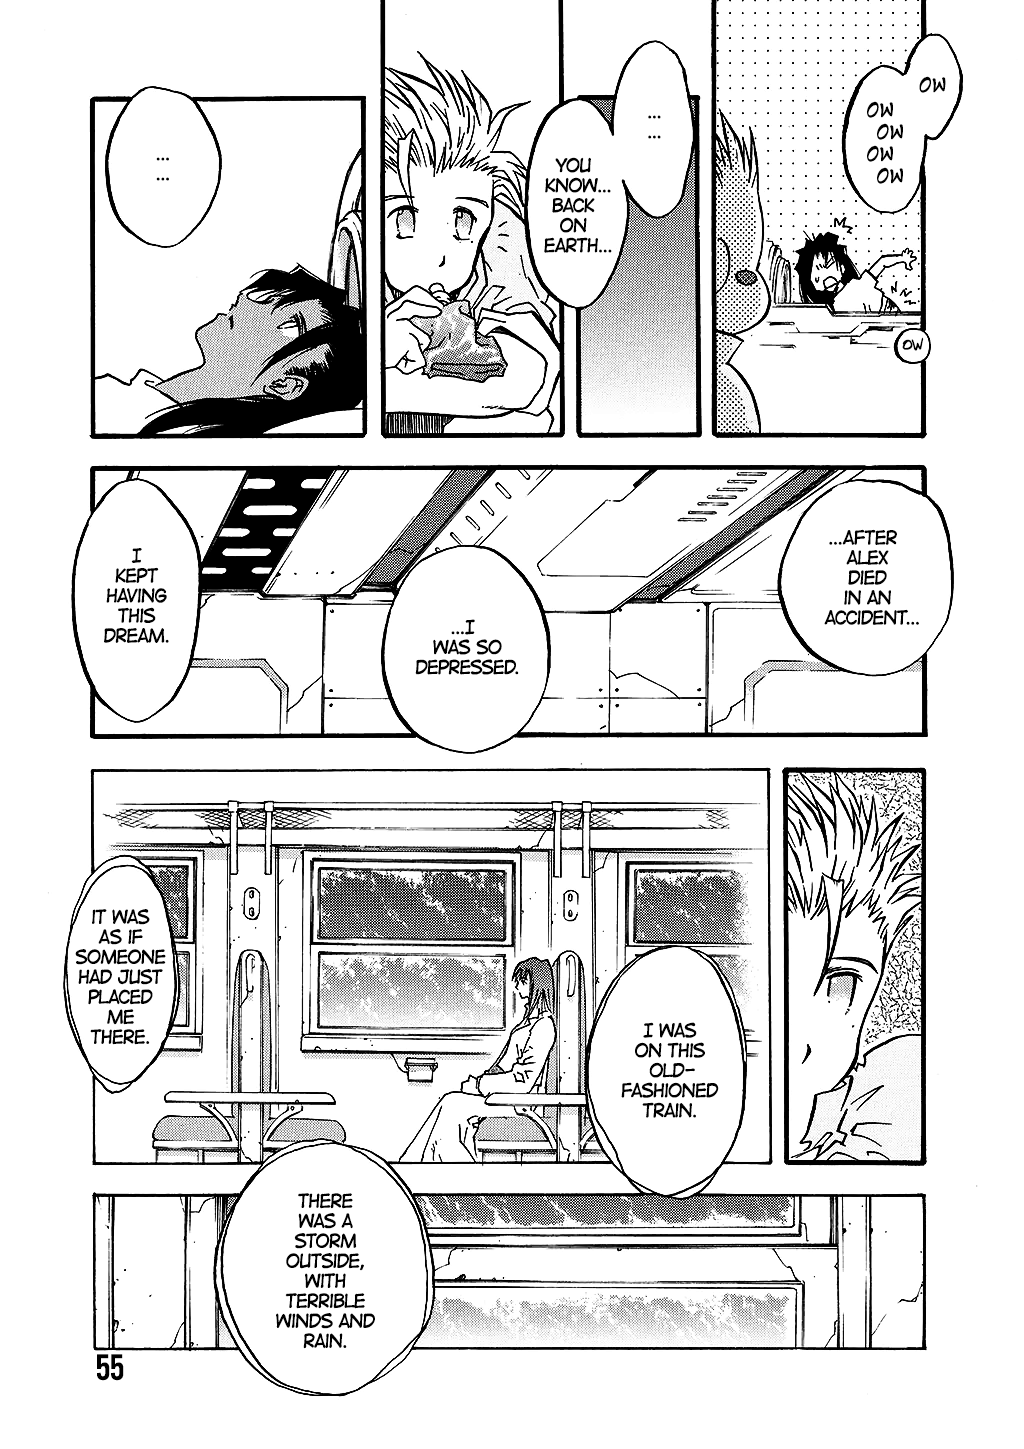 OW
OW
OW
OW
OW
OW
...
...
YOU
KNOW...
BACK
ON
EARTH...
...
...
...AFTER
ALEX
DIED
IN AN
ACCIDENT...
...I
WAS SO
DEPRESSED.
I
KEPT
HAVING
THIS
DREAM.
I WAS
ON THIS
OLD-
FASHIONED
TRAIN.
IT WAS
AS IF
SOMEONE
HAD JUST
PLACED
ME
THERE.
THERE
WAS A
STORM
OUTSIDE,
WITH
TERRIBLE
WINDS AND
RAIN.
55